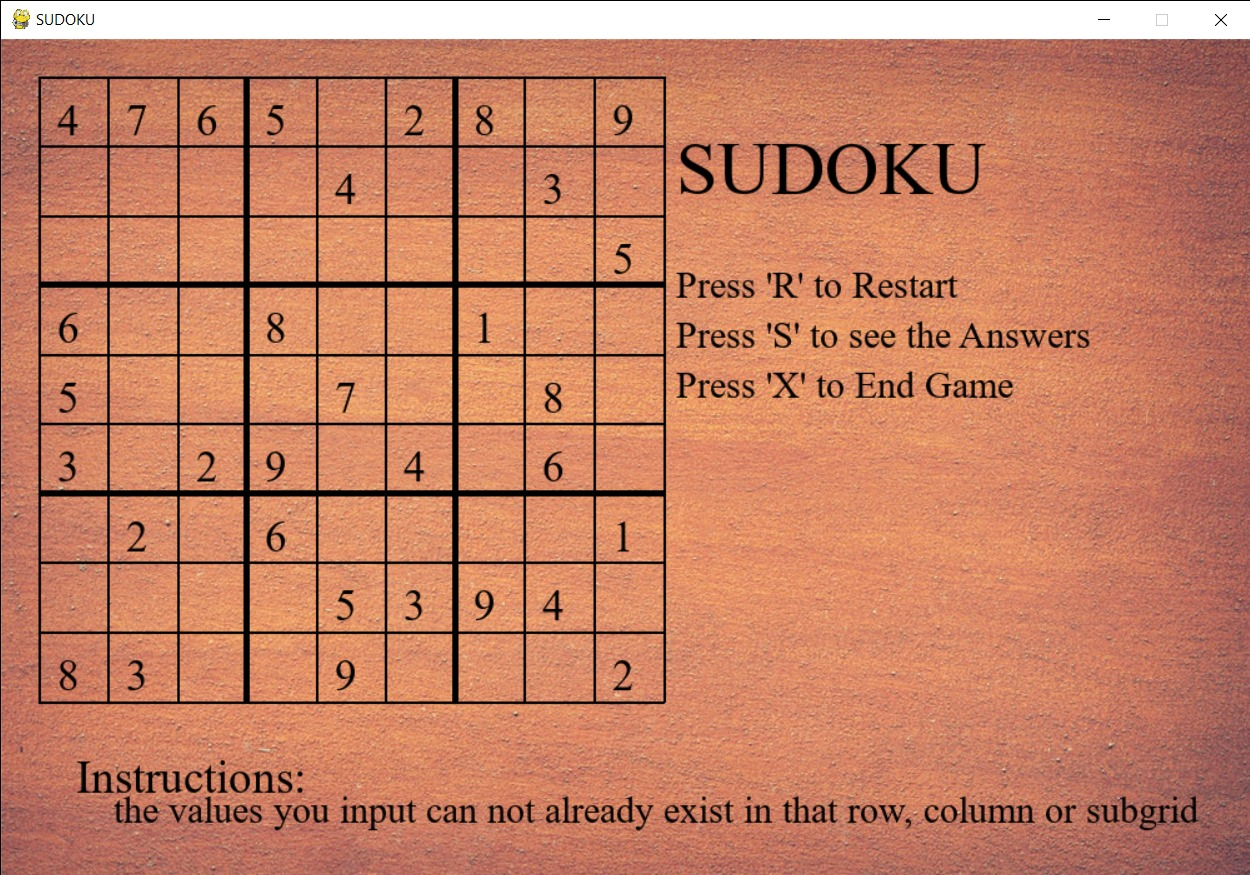 SUDOKU
4 7 6 5 2 8 9
4 3
5
6 8 1
5 7 8
3 2 9 4 6
2 6 1
5 3 9 4
8 3 9 2
SUDOKU
Press 'R' to Restart
Press 'S' to see the Answers
Press 'X' to End Game
Instructions:
the values you input can not already exist in that row, column or subgrid